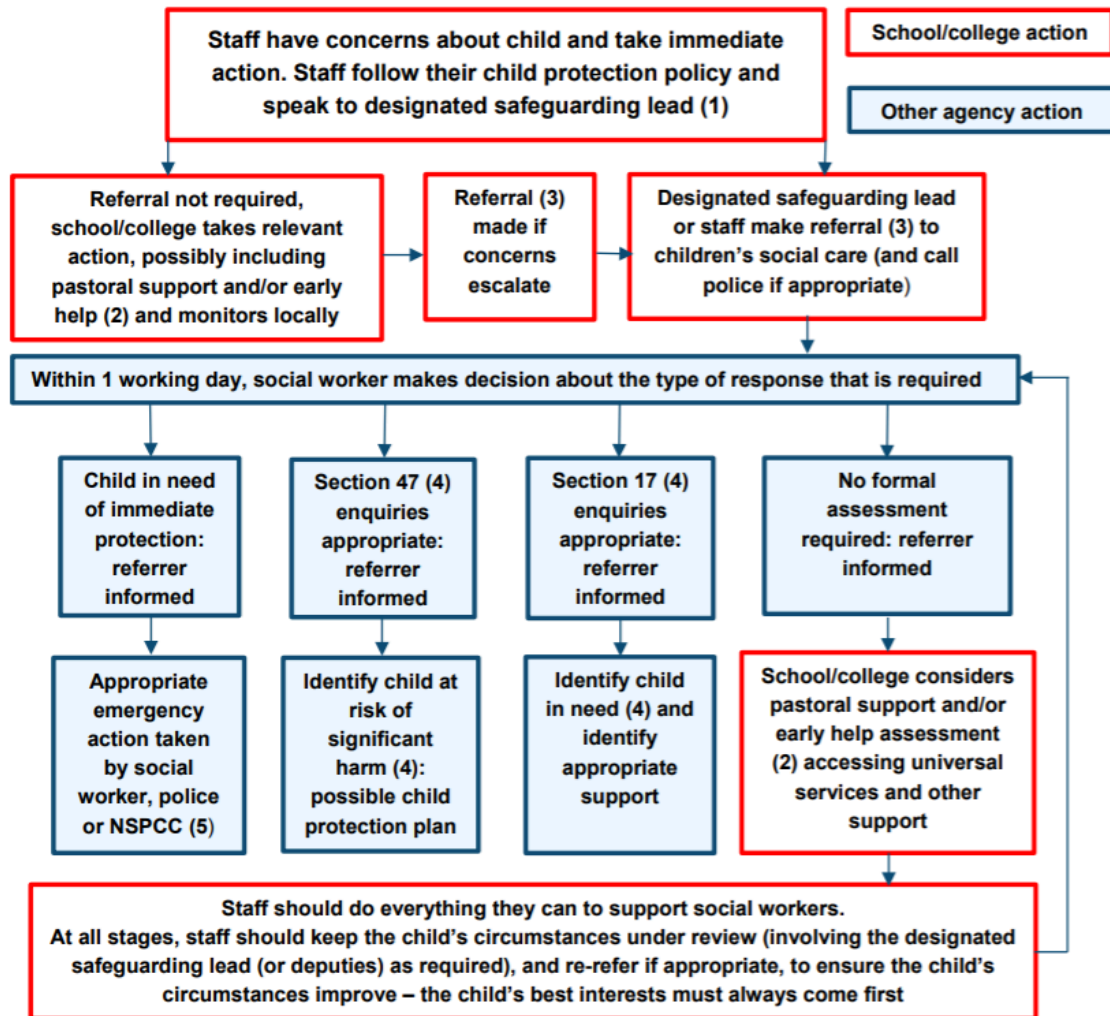 Staff have concerns about child and take immediate
action. Staff follow their child protection policy and
speak to designated safeguarding lead (1)
School/college action
Other agency action
Referral not required,
school/college takes relevant
action, possibly including
pastoral support and/or early
help (2) and monitors locally
Referral (3)
made if
concerns
escalate
Designated safeguarding lead
or staff make referral (3) to
children’s social care (and call
police if appropriate)
Within 1 working day, social worker makes decision about the type of response that is required
Child in need
of immediate
protection:
referrer
informed
Section 47 (4)
enquiries
appropriate:
referrer
informed
Section 17 (4)
enquiries
appropriate:
referrer
informed
No formal
assessment
required: referrer
informed
Appropriate
emergency
action taken
by social
worker, police
or NSPCC (5)
Identify child at
risk of
significant
harm (4):
possible child
protection plan
Identify child
in need (4) and
identify
appropriate
support
School/college considers
pastoral support and/or
early help assessment
(2) accessing universal
services and other
support
Staff should do everything they can to support social workers.
At all stages, staff should keep the child’s circumstances under review (involving the designated
safeguarding lead (or deputies) as required), and re-refer if appropriate, to ensure the child’s
circumstances improve – the child’s best interests must always come first